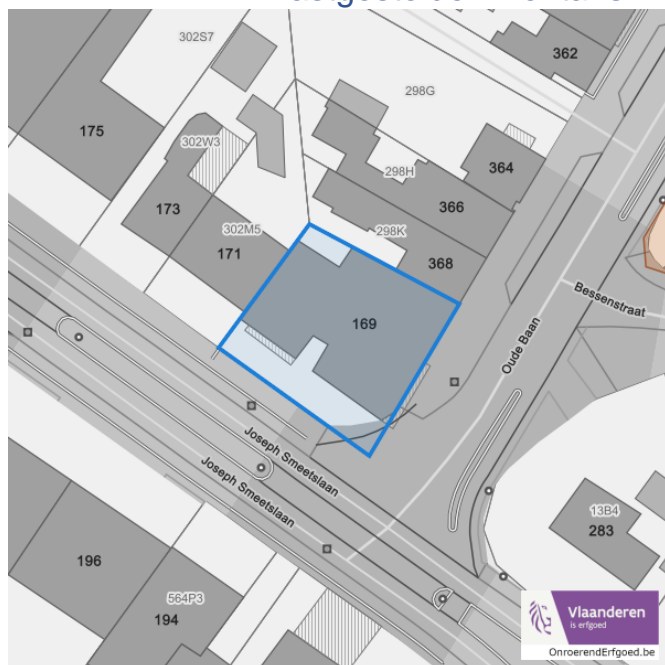 302S7
362
298G
175
302W3
364
298H
173
366
302M5
298K
171
368
Bessenstraat
169
Oude Baan
Joseph Smeetslaan
Joseph Smeetslaan
13B4
283
196
564P3
194
Vlaanderen
is erfgoed
OnroerendErfgoed.be